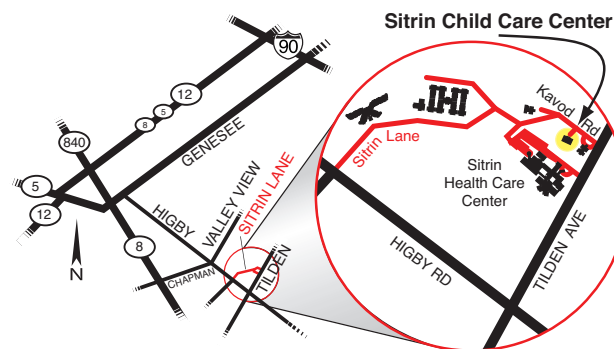 Sitrin Child Care Center
90
12
5
8
840
GENESEE
5
12
8
N
HIGBY
VALLEY VIEW
SITRIN LANE
CHAPMAN
TILDEN
Kavod Rd
Sitrin Lane
Sitrin
Health Care
Center
HIGBY RD
TILDEN AVE